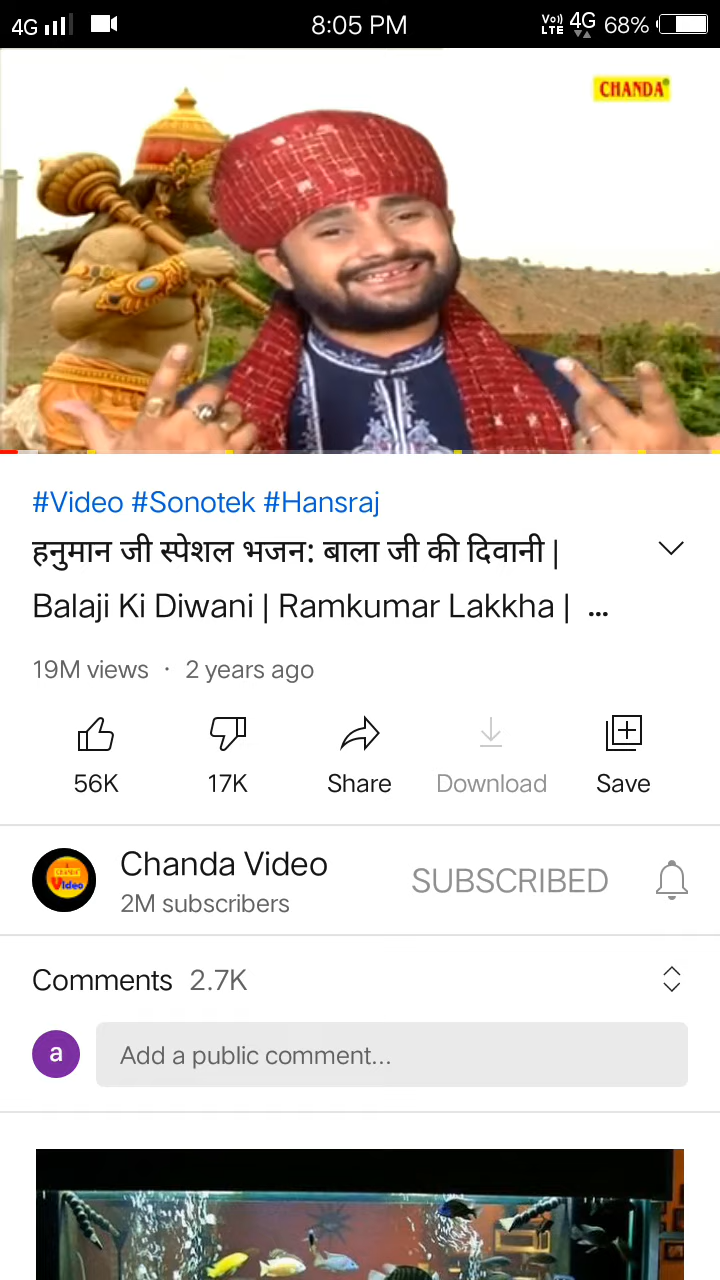 4G 8:05 PM Vo)) LTE 4G 68%
CHANDA
#Video #Sonotek #Hansraj
हनुमान जी स्पेशल भजन: बाला जी की दिवानी |
Balaji Ki Diwani | Ramkumar Lakkha | ...
19M views · 2 years ago
56K 17K Share Download Save
Chanda Video SUBSCRIBED
2M subscribers
Video
Comments 2.7K
a Add a public comment...